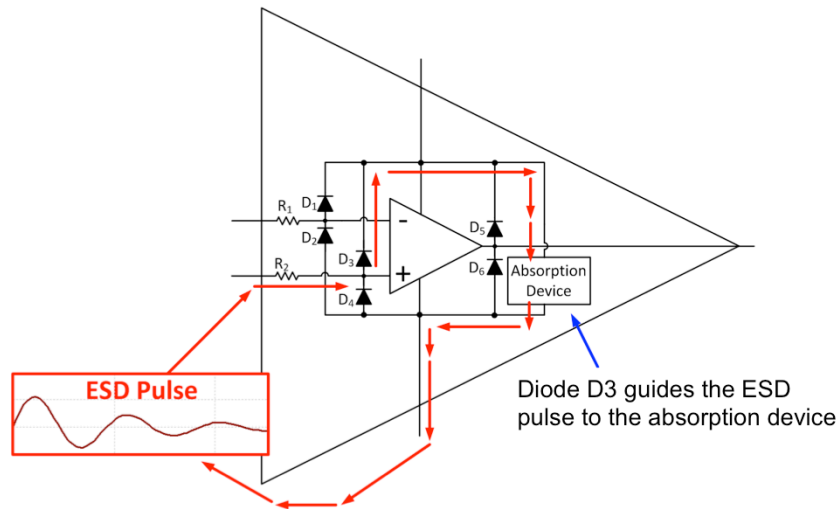 D1
R1
-
D2
D5
R2
D3
+
D6
Absorption
Device
D4
ESD Pulse
Diode D3 guides the ESD
pulse to the absorption device